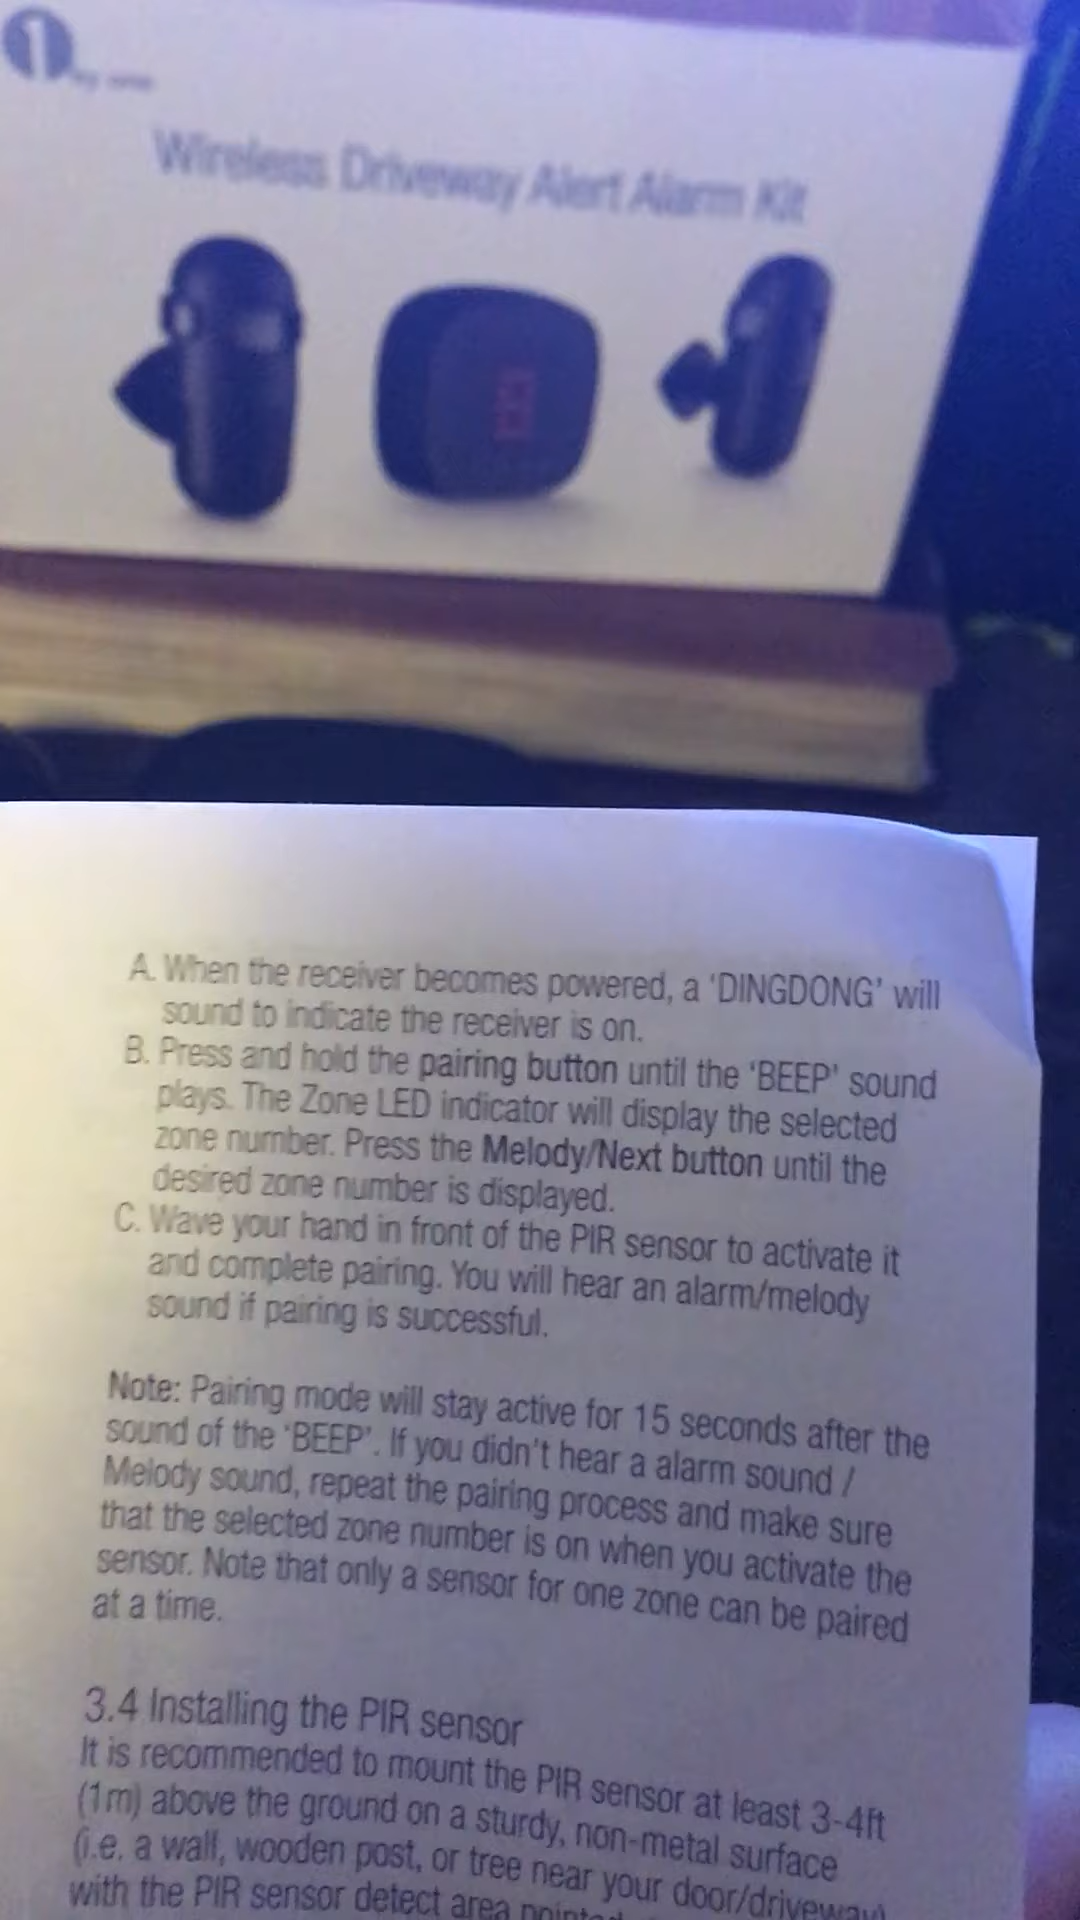 1
by one
Wireless Driveway Alert Alarm Kit
A. When the receiver becomes powered, a 'DINGDONG' will
sound to indicate the receiver is on.
B. Press and hold the pairing button until the 'BEEP' sound
plays. The Zone LED indicator will display the selected
zone number. Press the Melody/Next button until the
desired zone number is displayed.
C. Wave your hand in front of the PIR sensor to activate it
and complete pairing. You will hear an alarm/melody
sound if pairing is successful.
Note: Pairing mode will stay active for 15 seconds after the
sound of the 'BEEP'. If you didn't hear a alarm sound /
Melody sound, repeat the pairing process and make sure
that the selected zone number is on when you activate the
sensor. Note that only a sensor for one zone can be paired
at a time.
3.4 Installing the PIR sensor
It is recommended to mount the PIR sensor at least 3-4ft
(1m) above the ground on a sturdy, non-metal surface
(i.e. a wall, wooden post, or tree near your door/driveway)
with the PIR sensor detect area pointed